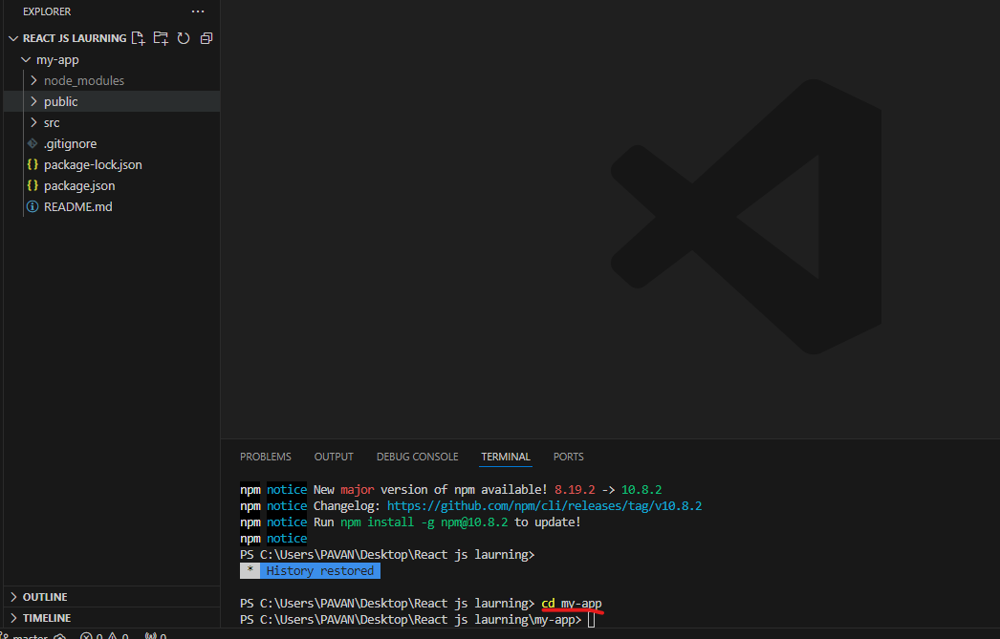 EXPLORER ...
REACT JS LAURNING
my-app
node_modules
public
src
.gitignore
{} package-lock.json
{} package.json
README.md
OUTLINE
TIMELINE
PROBLEMS OUTPUT DEBUG CONSOLE TERMINAL PORTS
npm notice New major version of npm available! 8.19.2 -> 10.8.2
npm notice Changelog: https://github.com/npm/cli/releases/tag/v10.8.2
npm notice Run npm install -g npm@10.8.2 to update!
npm notice
PS C:\Users\PAVAN\Desktop\React js laurning>
* History restored
PS C:\Users\PAVAN\Desktop\React js laurning> cd my-app
PS C:\Users\PAVAN\Desktop\React js laurning\my-app>
master 0 0 0